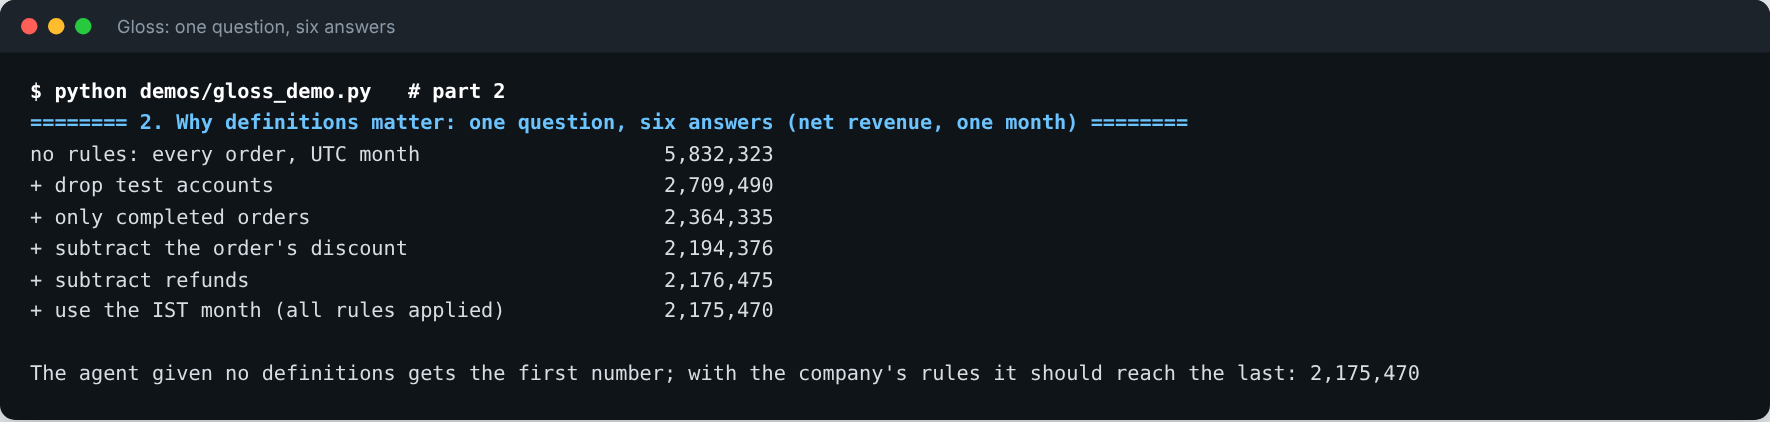 Gloss: one question, six answers
$ python demos/gloss_demo.py   # part 2
======== 2. Why definitions matter: one question, six answers (net revenue, one month) ========
no rules: every order, UTC month                    5,832,323
+ drop test accounts                                2,709,490
+ only completed orders                             2,364,335
+ subtract the order's discount                     2,194,376
+ subtract refunds                                  2,176,475
+ use the IST month (all rules applied)             2,175,470
The agent given no definitions gets the first number; with the company's rules it should reach the last: 2,175,470